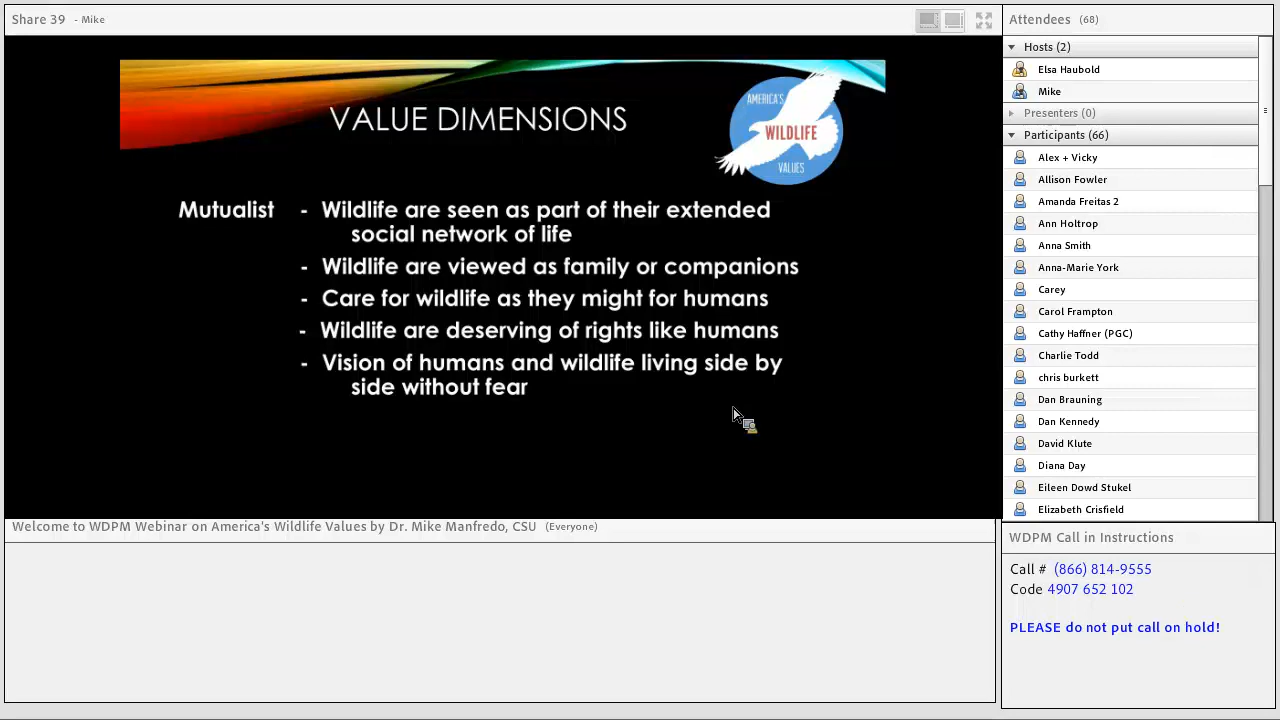 Share 39 - Mike
VALUE DIMENSIONS
AMERICA'S
WILDLIFE
VALUES
Mutualist - Wildlife are seen as part of their extended
social network of life
- Wildlife are viewed as family or companions
- Care for wildlife as they might for humans
- Wildlife are deserving of rights like humans
- Vision of humans and wildlife living side by
side without fear
Welcome to WDPM Webinar on America's Wildlife Values by Dr. Mike Manfredo, CSU (Everyone)
Attendees (68)
Hosts (2)
Elsa Haubold
Mike
Presenters (0)
Participants (66)
Alex + Vicky
Allison Fowler
Amanda Freitas 2
Ann Holtrop
Anna Smith
Anna-Marie York
Carey
Carol Frampton
Cathy Haffner (PGC)
Charlie Todd
chris burkett
Dan Brauning
Dan Kennedy
David Klute
Diana Day
Eileen Dowd Stukel
Elizabeth Crisfield
WDPM Call in Instructions
Call # (866) 814-9555
Code 4907 652 102
PLEASE do not put call on hold!